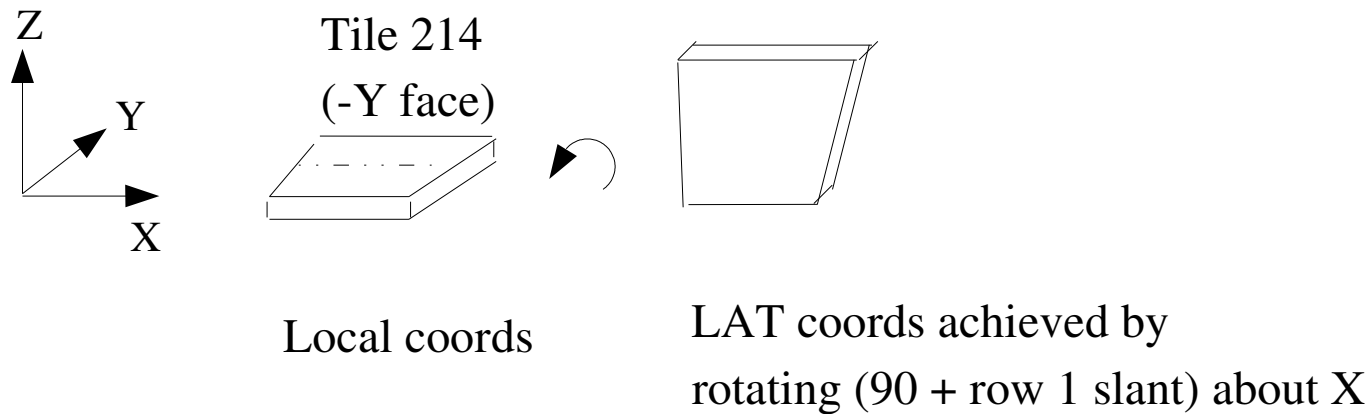 Z
Y
X
Tile 214
(-Y face)
Local coords
LAT coords achieved by
rotating (90 + row 1 slant) about X